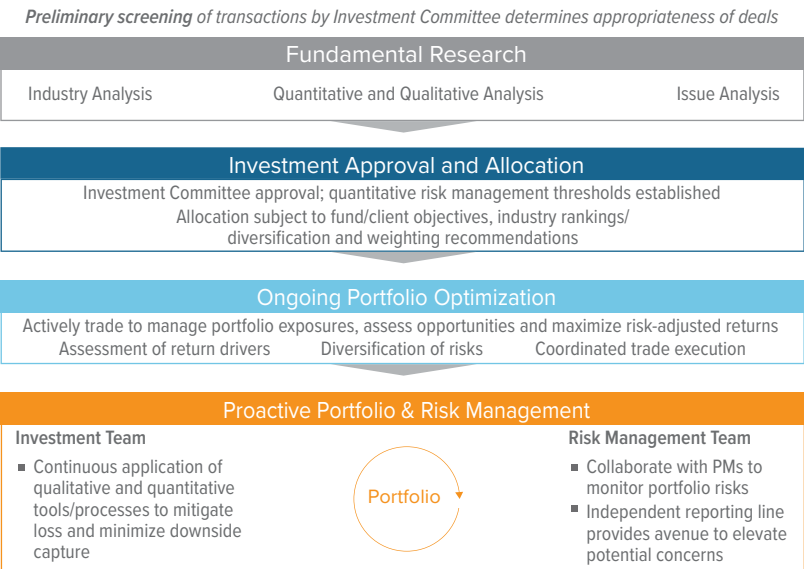 Preliminary screening of transactions by Investment Committee determines appropriateness of deals
Fundamental Research
Industry Analysis Quantitative and Qualitative Analysis Issue Analysis
Investment Approval and Allocation
Investment Committee approval; quantitative risk management thresholds established
Allocation subject to fund/client objectives, industry rankings/
diversification and weighting recommendations
Ongoing Portfolio Optimization
Actively trade to manage portfolio exposures, assess opportunities and maximize risk-adjusted returns
Assessment of return drivers Diversification of risks Coordinated trade execution
Proactive Portfolio & Risk Management
Investment Team
■ Continuous application of
qualitative and quantitative
tools/processes to mitigate
loss and minimize downside
capture
Portfolio
Risk Management Team
■ Collaborate with PMs to
monitor portfolio risks
■ Independent reporting line
provides avenue to elevate
potential concerns